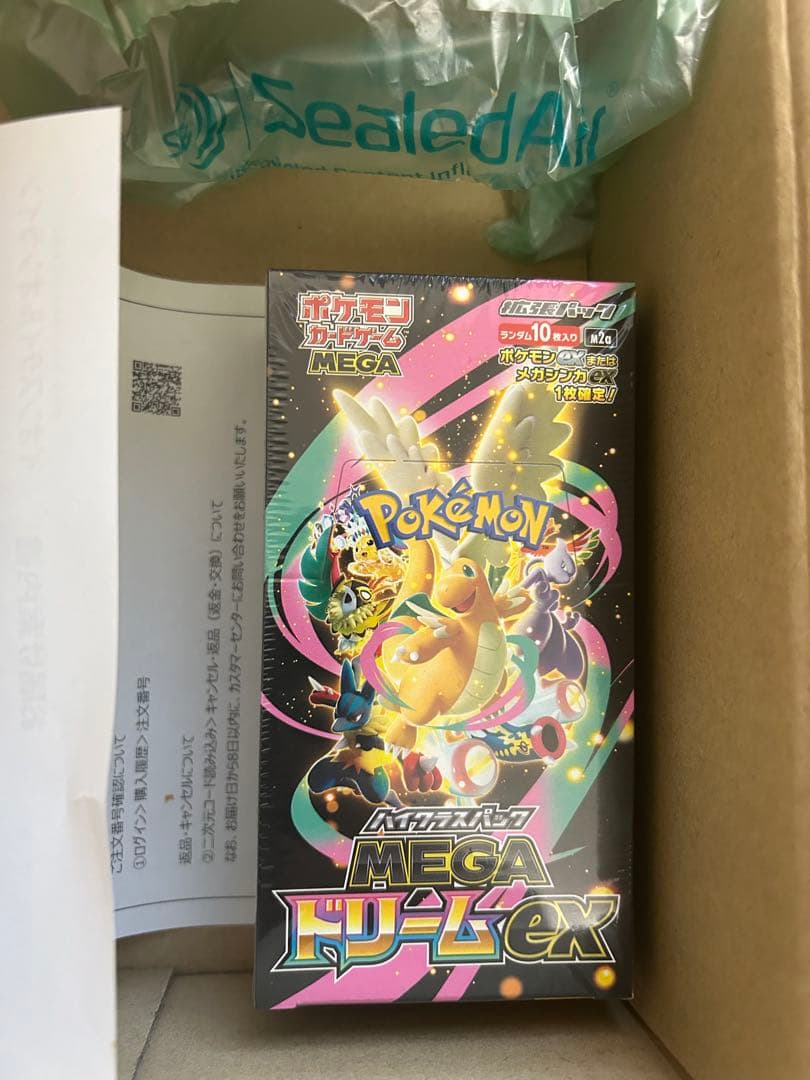 SealedAir
ポケモン
カードゲーム
MEGA
拡張パック
ランダム10枚入り
M2a
ポケモンexまたは
メガシンカex
1枚確定!
POKÉMON
TM
ハイクラスパック
MEGA
ドリームex
ご注文番号確認について
①ログイン>購入履歴>注文番号
返品・キャンセルについて
②二次元コード読み込み>キャンセル・返品(返金・交換)について
なお、お届け日から8日以内に、カスタマーセンターにお問い合わせをお願いいたします。